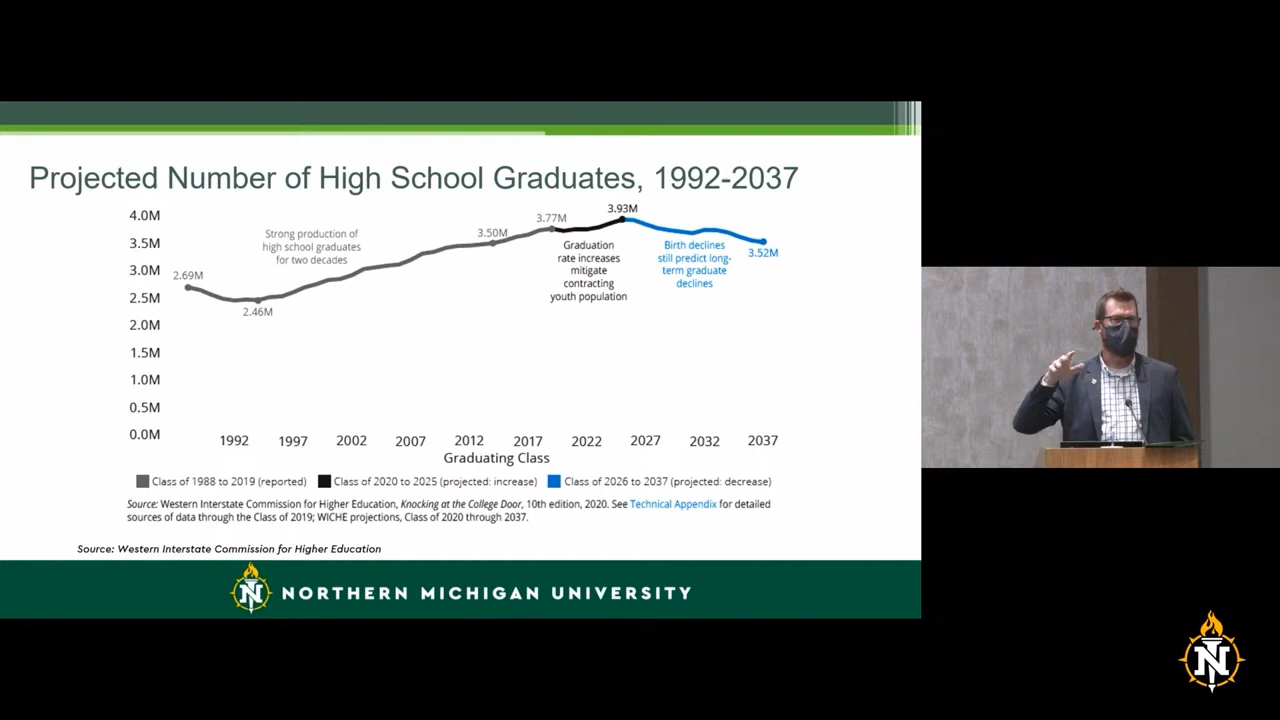 Projected Number of High School Graduates, 1992-2037
4.0M
3.5M
3.0M
2.5M
2.0M
1.5M
1.0M
0.5M
0.0M
2.69M
2.46M
Strong production of
high school graduates
for two decades
3.50M
3.77M
3.93M
Graduation
rate increases
mitigate
contracting
youth population
Birth declines
still predict long-
term graduate
declines
3.52M
1992 1997 2002 2007 2012 2017 2022 2027 2032 2037
Graduating Class
Class of 1988 to 2019 (reported) Class of 2020 to 2025 (projected: increase) Class of 2026 to 2037 (projected: decrease)
Source: Western Interstate Commission for Higher Education, Knocking at the College Door, 10th edition, 2020. See Technical Appendix for detailed
sources of data through the Class of 2019; WICHE projections, Class of 2020 through 2037.
Source: Western Interstate Commission for Higher Education
N NORTHERN MICHIGAN UNIVERSITY
N